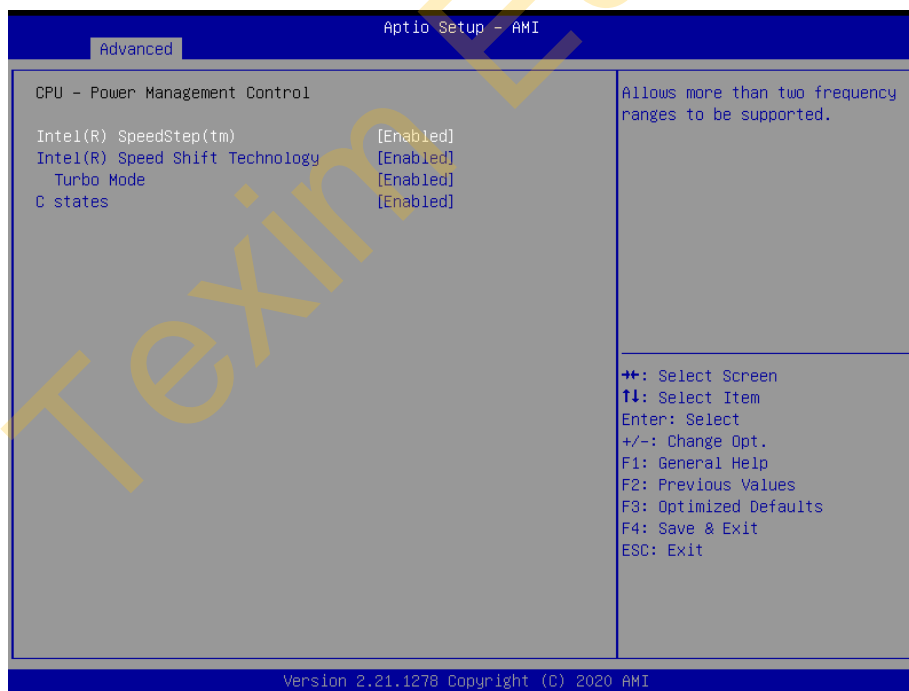 Aptio Setup – AMI
Advanced
CPU – Power Management Control
Intel(R) SpeedStep(tm) [Enabled]
Intel(R) Speed Shift Technology [Enabled]
Turbo Mode [Enabled]
C states [Enabled]
Allows more than two frequency
ranges to be supported.
→←: Select Screen
↑↓: Select Item
Enter: Select
+/-: Change Opt.
F1: General Help
F2: Previous Values
F3: Optimized Defaults
F4: Save & Exit
ESC: Exit
Version 2.21.1278 Copyright (C) 2020 AMI
Texim